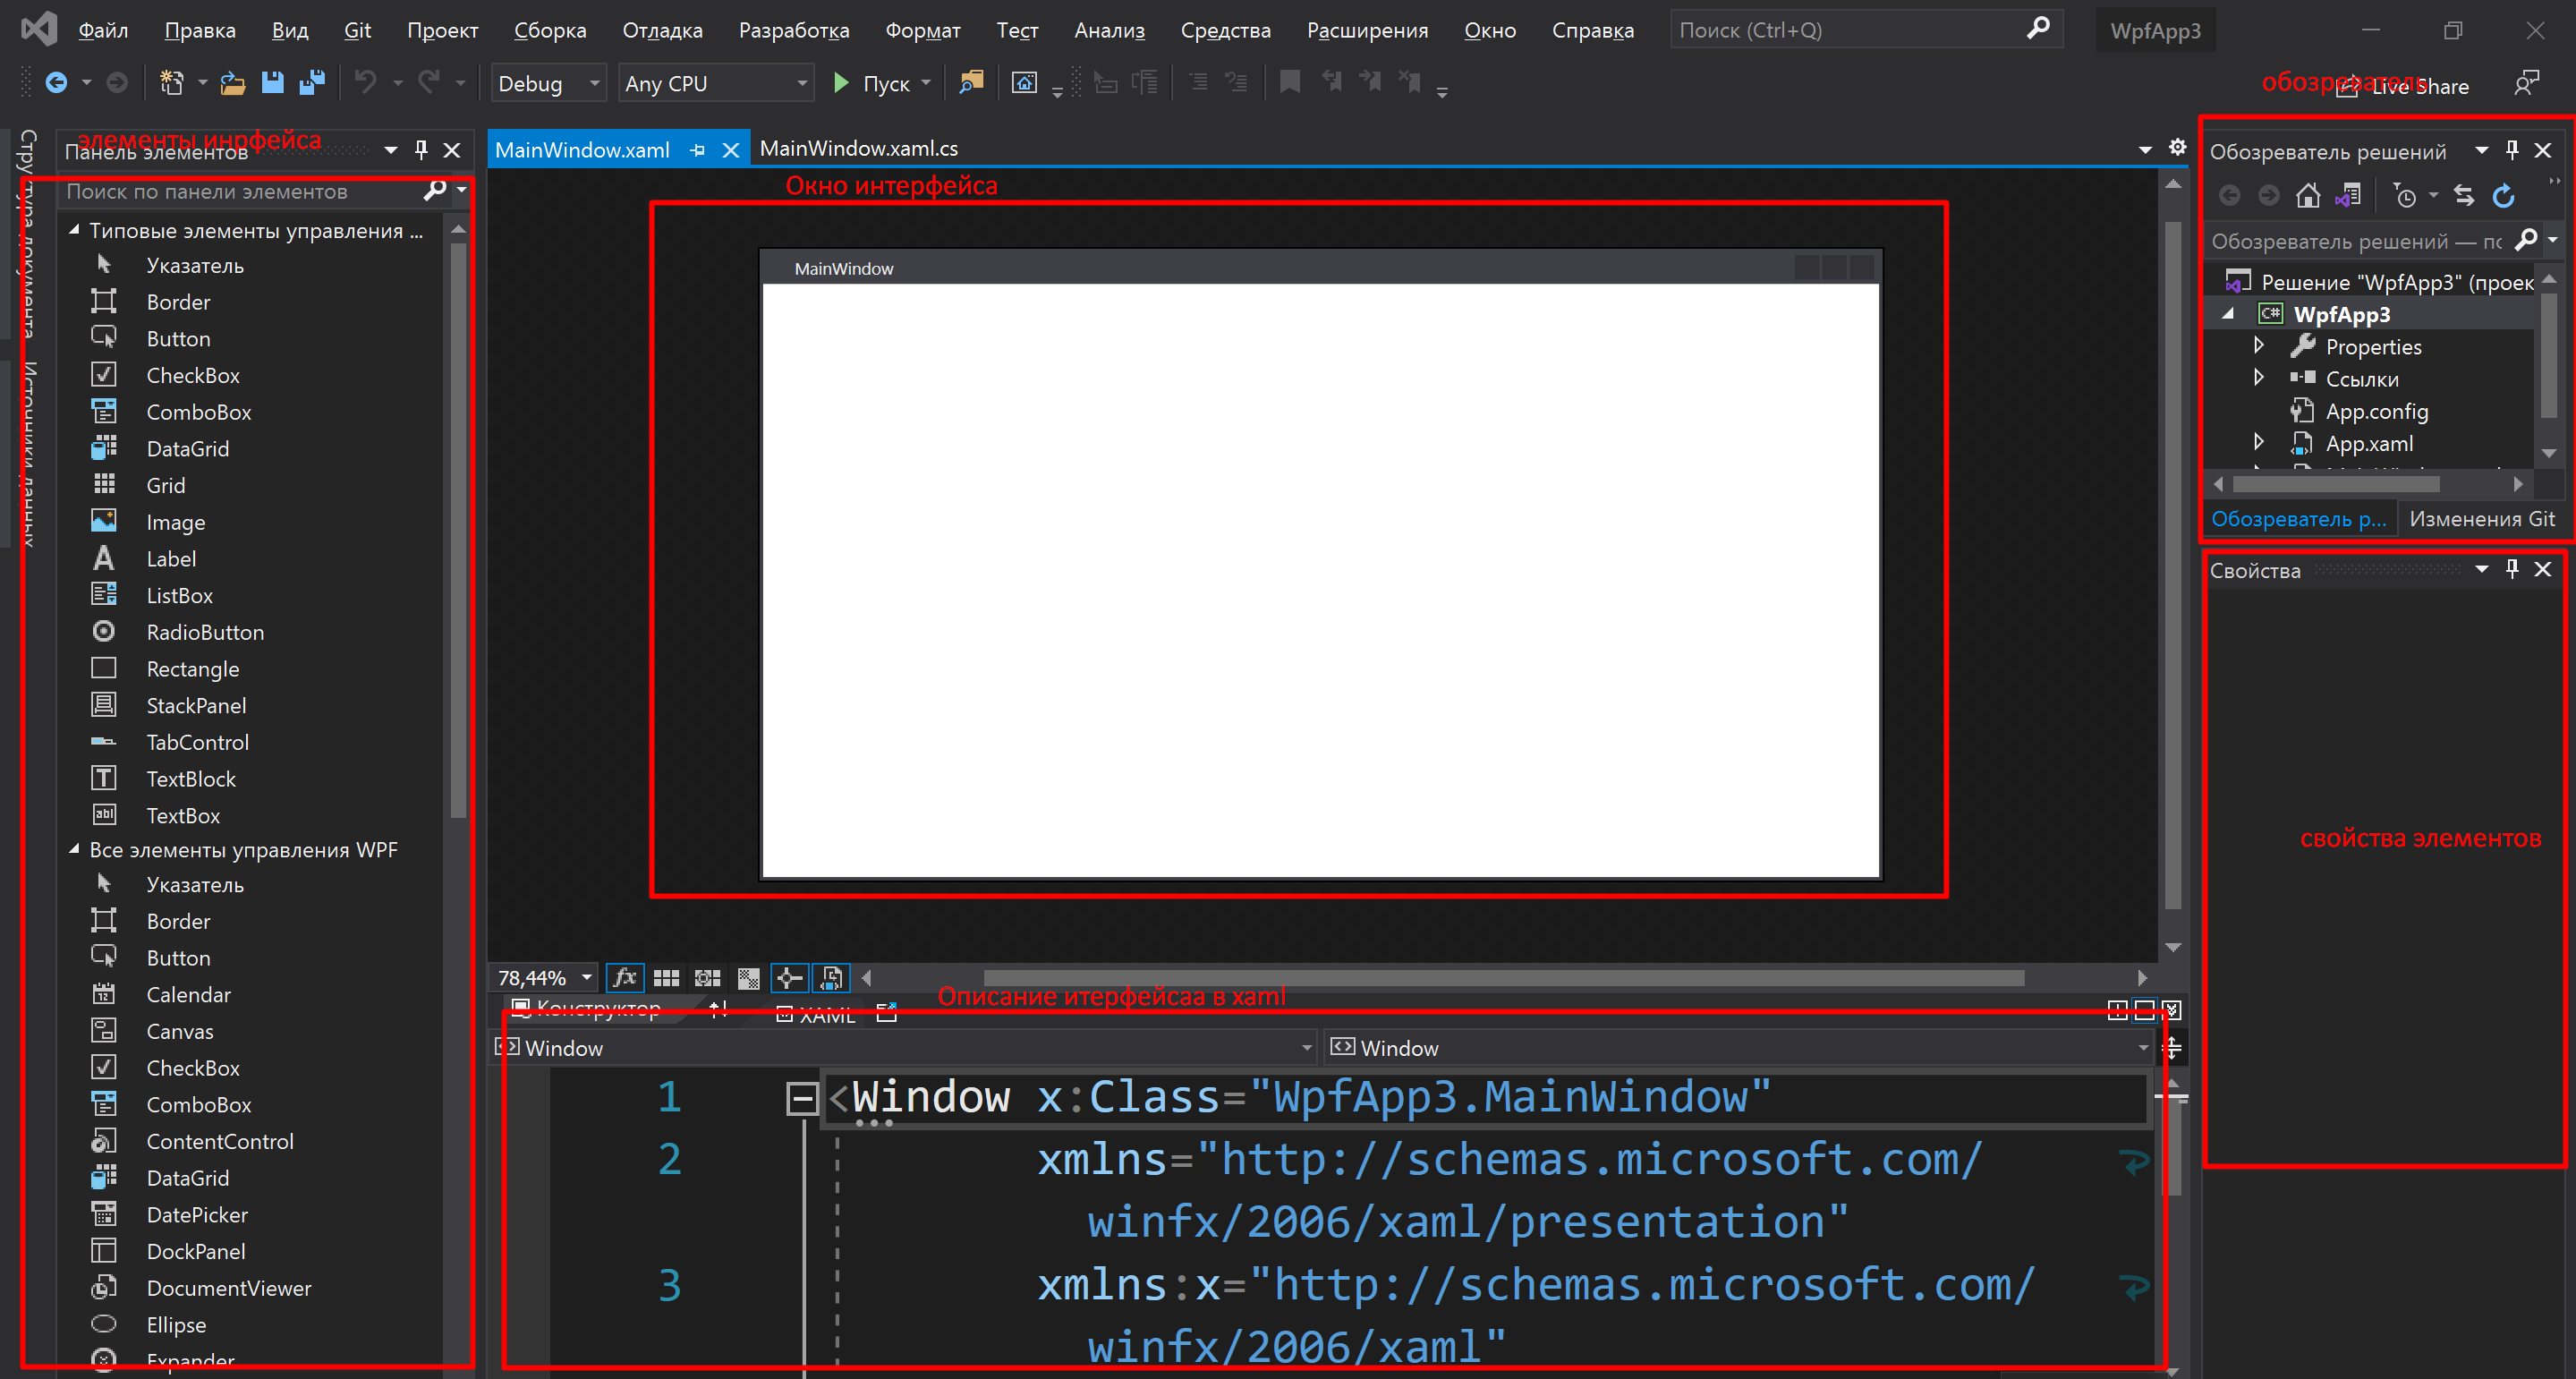 Файл Правка Вид Git Проект Сборка Отладка Разработка Формат Тест Анализ Средства Расширения Окно Справка Поиск (Ctrl+Q) WpfApp3
Debug Any CPU Пуск Live Share
обозреватель
Структура документа
Источники данных
элементы инрфейса
Панель элементов
Поиск по панели элементов
Типовые элементы управления ...
Указатель
Border
Button
CheckBox
ComboBox
DataGrid
Grid
Image
Label
ListBox
RadioButton
Rectangle
StackPanel
TabControl
TextBlock
TextBox
Все элементы управления WPF
Указатель
Border
Button
Calendar
Canvas
CheckBox
ComboBox
ContentControl
DataGrid
DatePicker
DockPanel
DocumentViewer
Ellipse
Expander
MainWindow.xaml MainWindow.xaml.cs
Окно интерфейса
MainWindow
78,44%
Конструктор XAML
Описание итерфейсаа в xaml
Window Window
1 <Window x:Class="WpfApp3.MainWindow"
2 xmlns="http://schemas.microsoft.com/
winfx/2006/xaml/presentation"
3 xmlns:x="http://schemas.microsoft.com/
winfx/2006/xaml"
Обозреватель решений
Обозреватель решений — по
Решение "WpfApp3" (проек
C# WpfApp3
Properties
Ссылки
App.config
App.xaml
Обозреватель р... Изменения Git
Свойства
свойства элементов